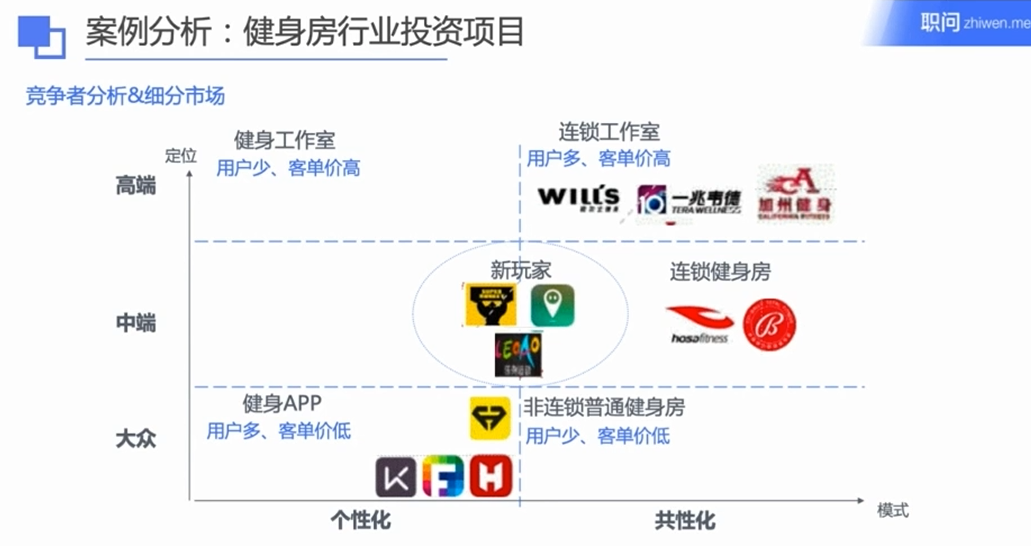 案例分析：健身房行业投资项目
职问 zhiwen.me
竞争者分析&细分市场
健身工作室
用户少、客单价高
连锁工作室
用户多、客单价高
定位
高端
WILL'S
一兆韦德
TERA WELLNESS
加州健身
CALIFORNIA FITNESS
新玩家
连锁健身房
中端
hosafitness
LEOAO
健身APP
用户多、客单价低
非连锁普通健身房
用户少、客单价低
大众
模式
个性化
共性化